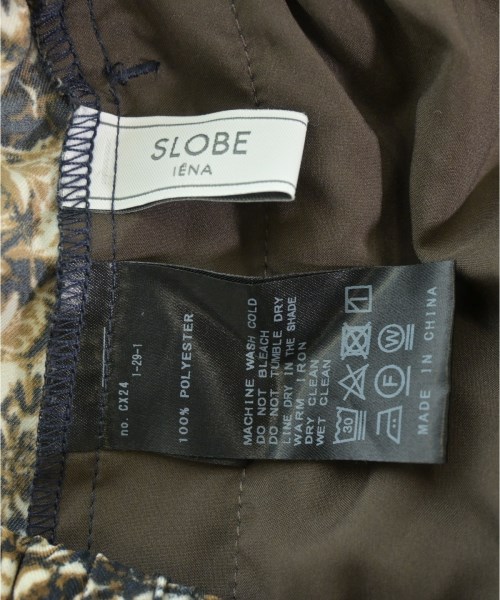 SLOBE
IÉNA
no. CX24 1-29-1
100% POLYESTER
MACHINE WASH COLD
DO NOT BLEACH
DO NOT TUMBLE DRY
LINE DRY IN THE SHADE
WARM IRON
DRY CLEAN
WET CLEAN
30
F
W
MADE IN CHINA